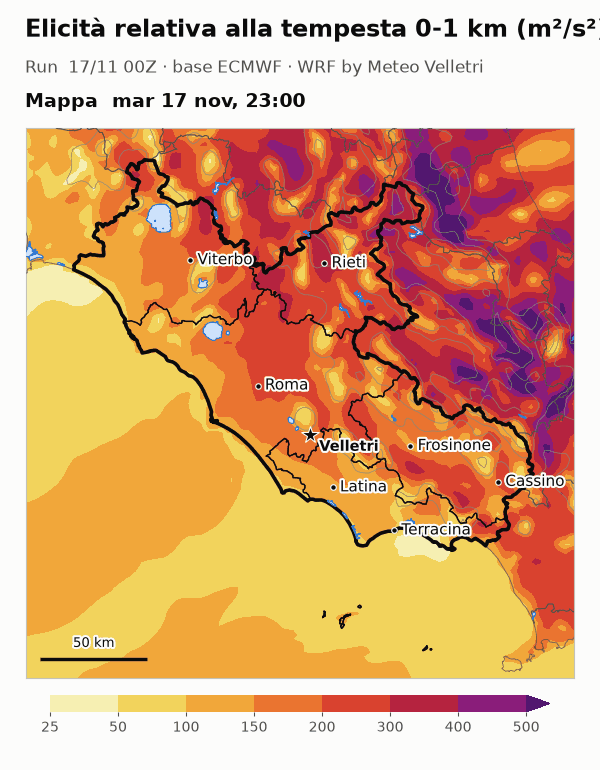 Elicità relativa alla tempesta 0-1 km (m²/s²)
Run 17/11 00Z · base ECMWF · WRF by Meteo Velletri
Mappa mar 17 nov, 23:00
Viterbo
Rieti
Roma
Velletri
Frosinone
Latina
Cassino
Terracina
50 km
25 50 100 150 200 300 400 500